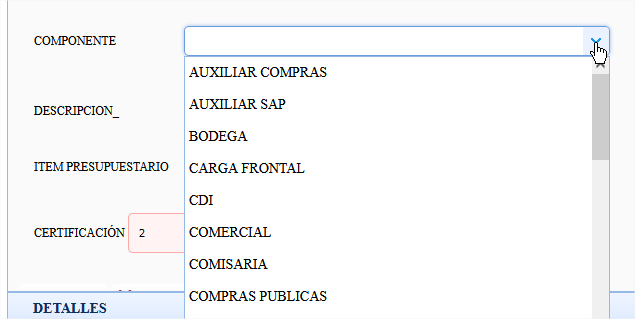 COMPONENTE
AUXILIAR COMPRAS
AUXILIAR SAP
DESCRIPCION_
BODEGA
ITEM PRESUPUESTARIO
CARGA FRONTAL
CDI
CERTIFICACIÓN 2
COMERCIAL
COMISARIA
COMPRAS PUBLICAS
DETALLES